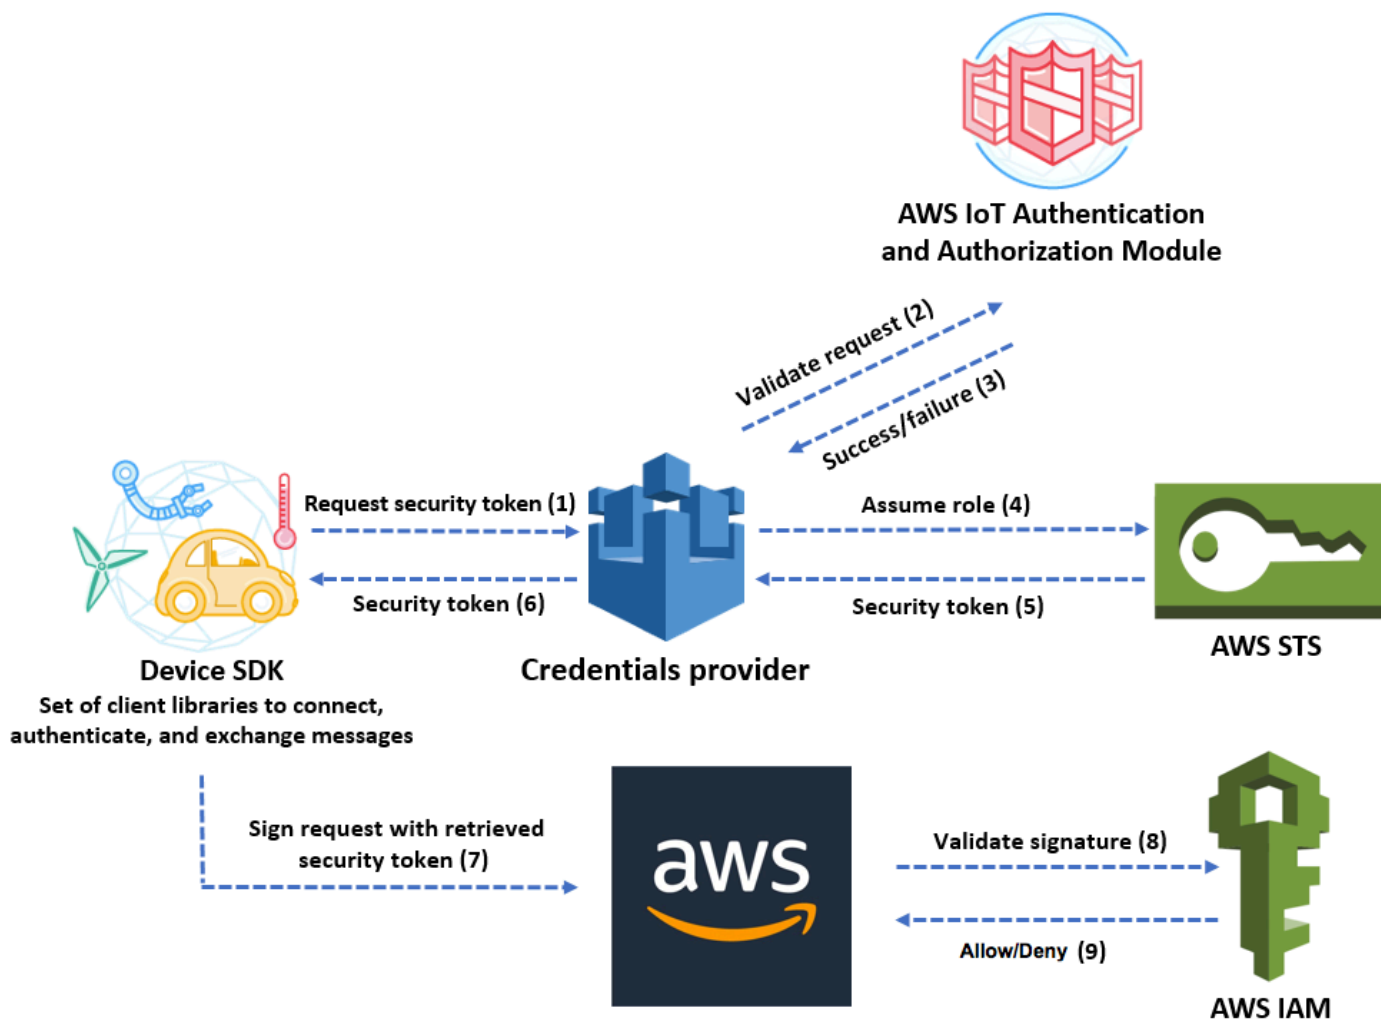 AWS IoT Authentication
and Authorization Module
Validate request (2)
Success/failure (3)
Request security token (1)
Assume role (4)
Security token (6)
Security token (5)
Device SDK
Set of client libraries to connect,
authenticate, and exchange messages
Credentials provider
AWS STS
Sign request with retrieved
security token (7)
aws
Validate signature (8)
Allow/Deny (9)
AWS IAM